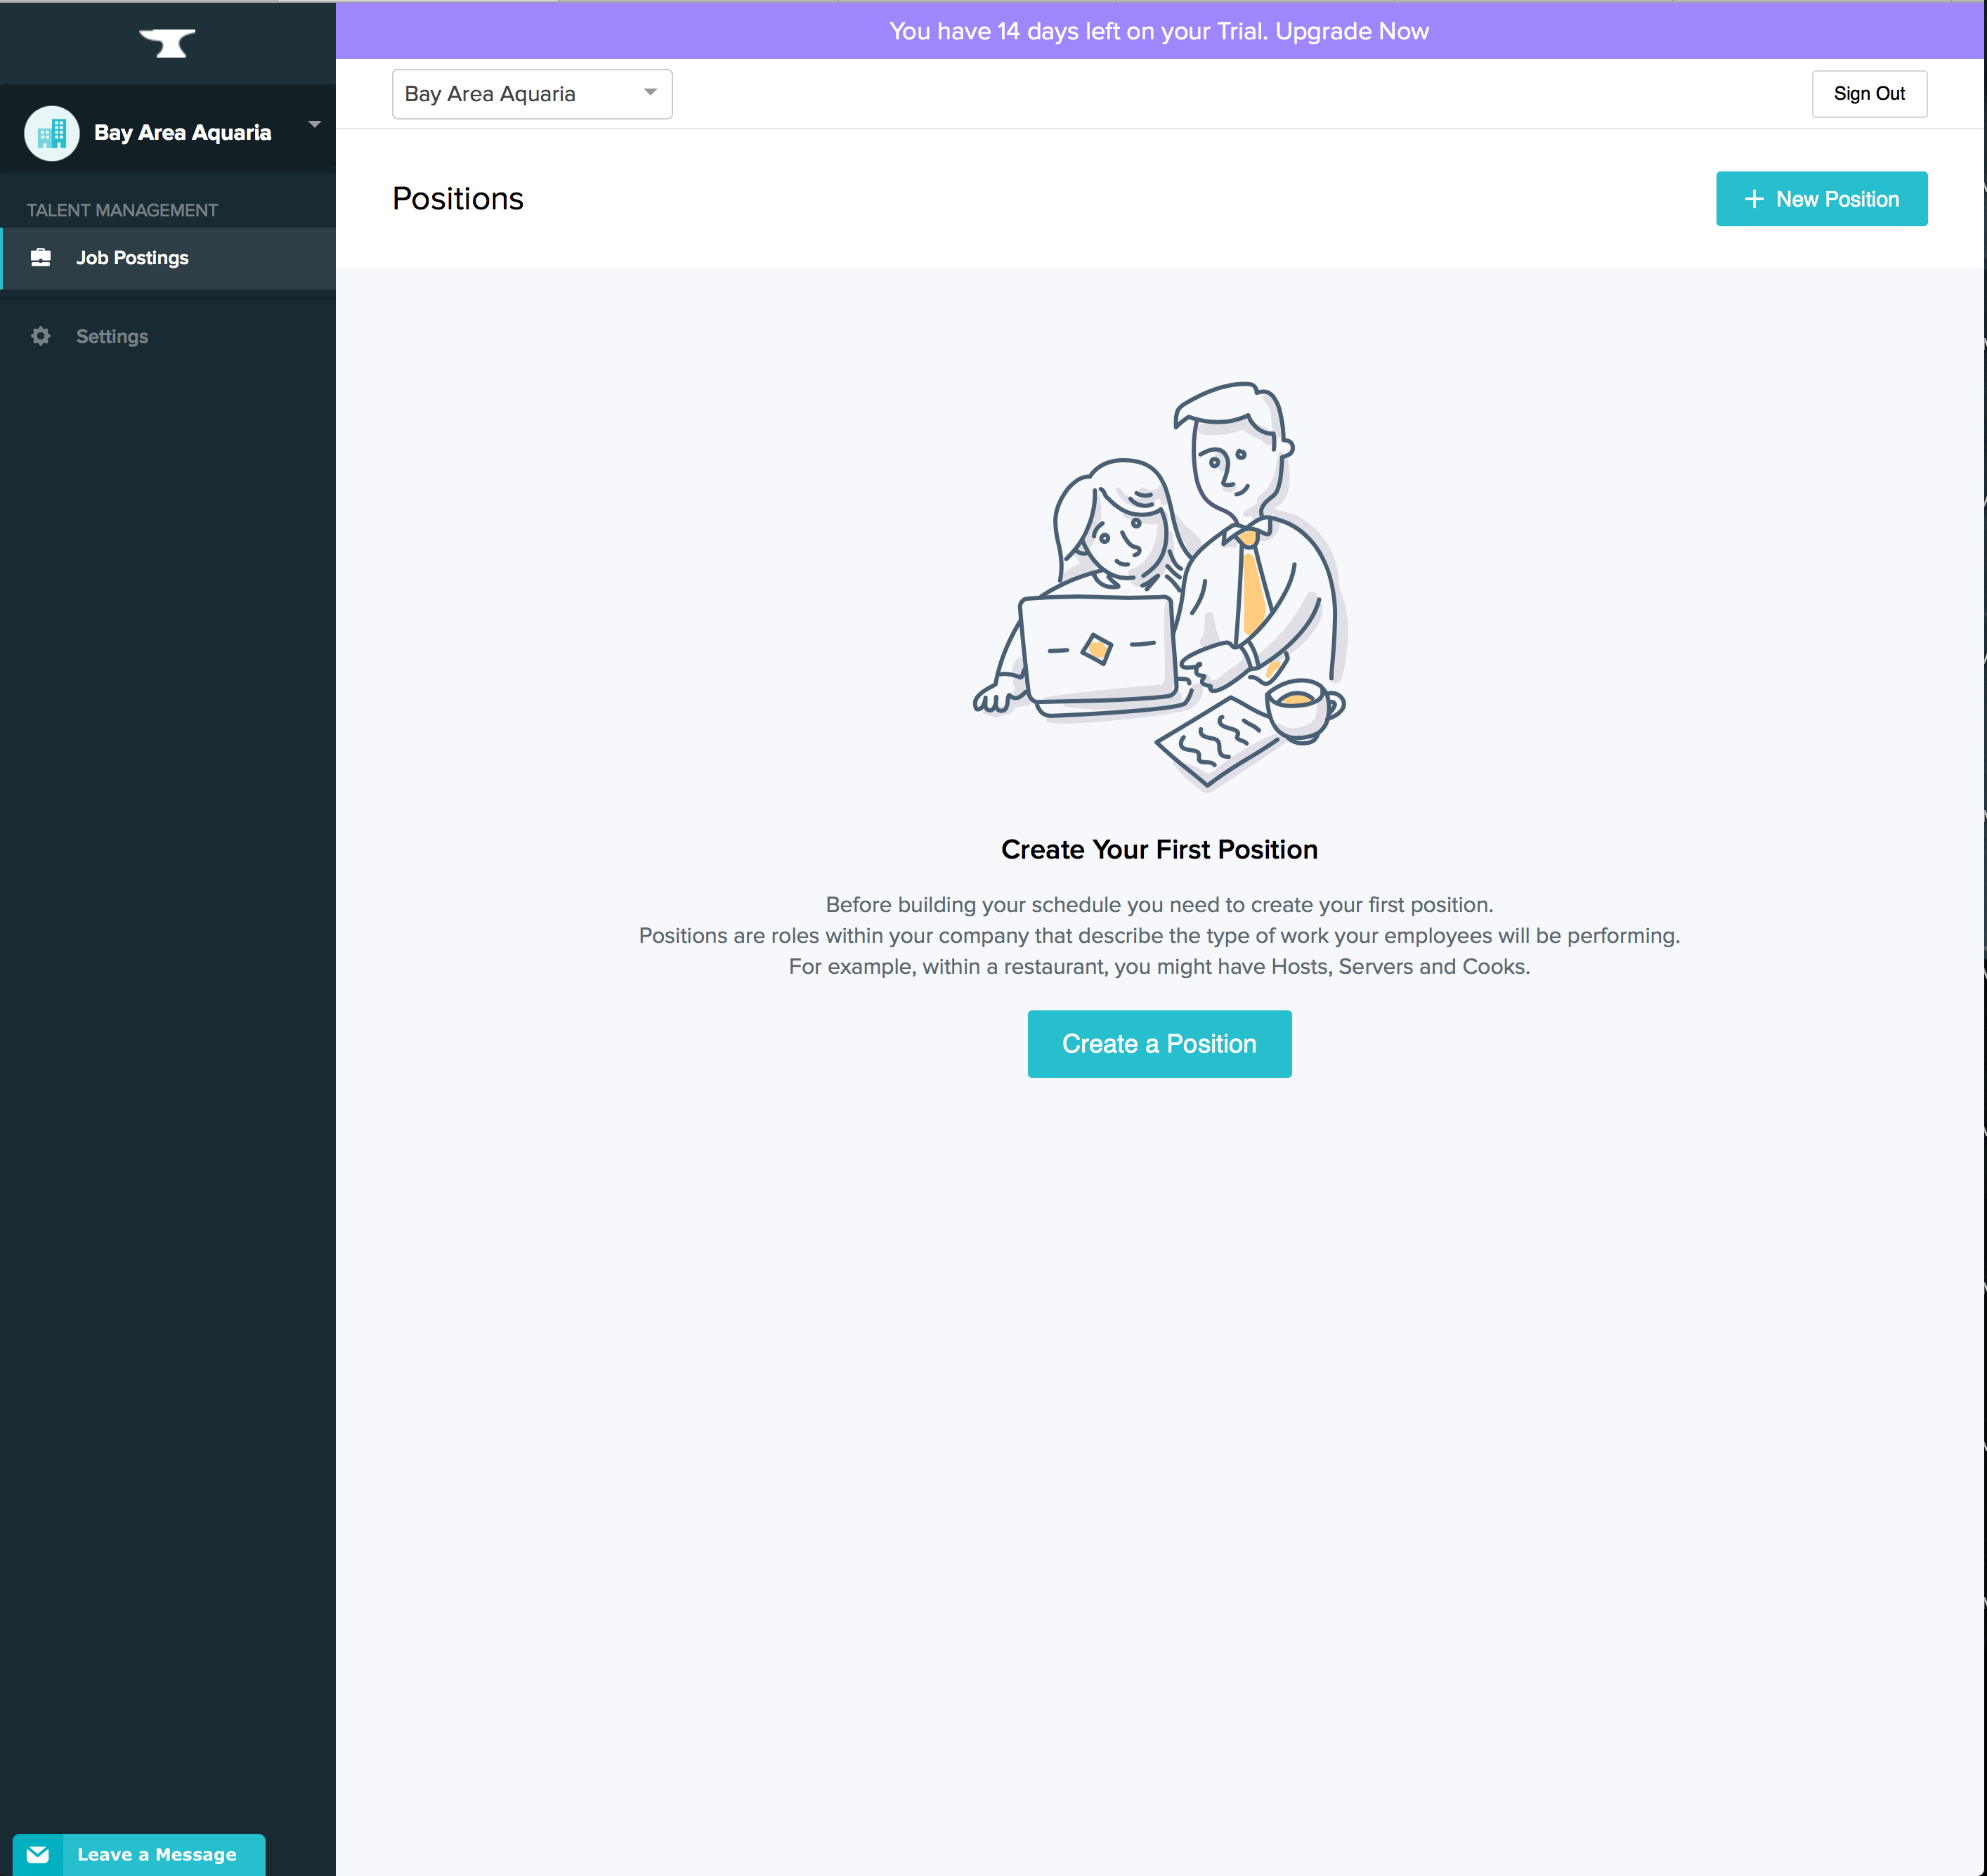 You have 14 days left on your Trial. Upgrade Now
Bay Area Aquaria
Sign Out
Bay Area Aquaria
TALENT MANAGEMENT
Job Postings
Settings
Positions
+ New Position
Create Your First Position
Before building your schedule you need to create your first position.
Positions are roles within your company that describe the type of work your employees will be performing.
For example, within a restaurant, you might have Hosts, Servers and Cooks.
Create a Position
Leave a Message